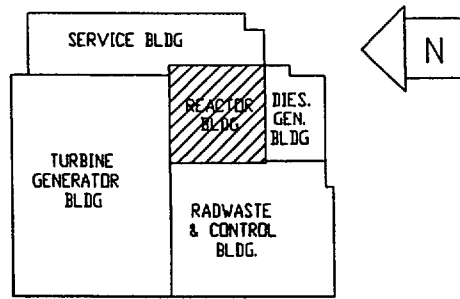 SERVICE BLDG
N
REACTOR
BLDG
DIES.
GEN.
BLDG
TURBINE
GENERATOR
BLDG
RADWASTE
& CONTROL
BLDG.